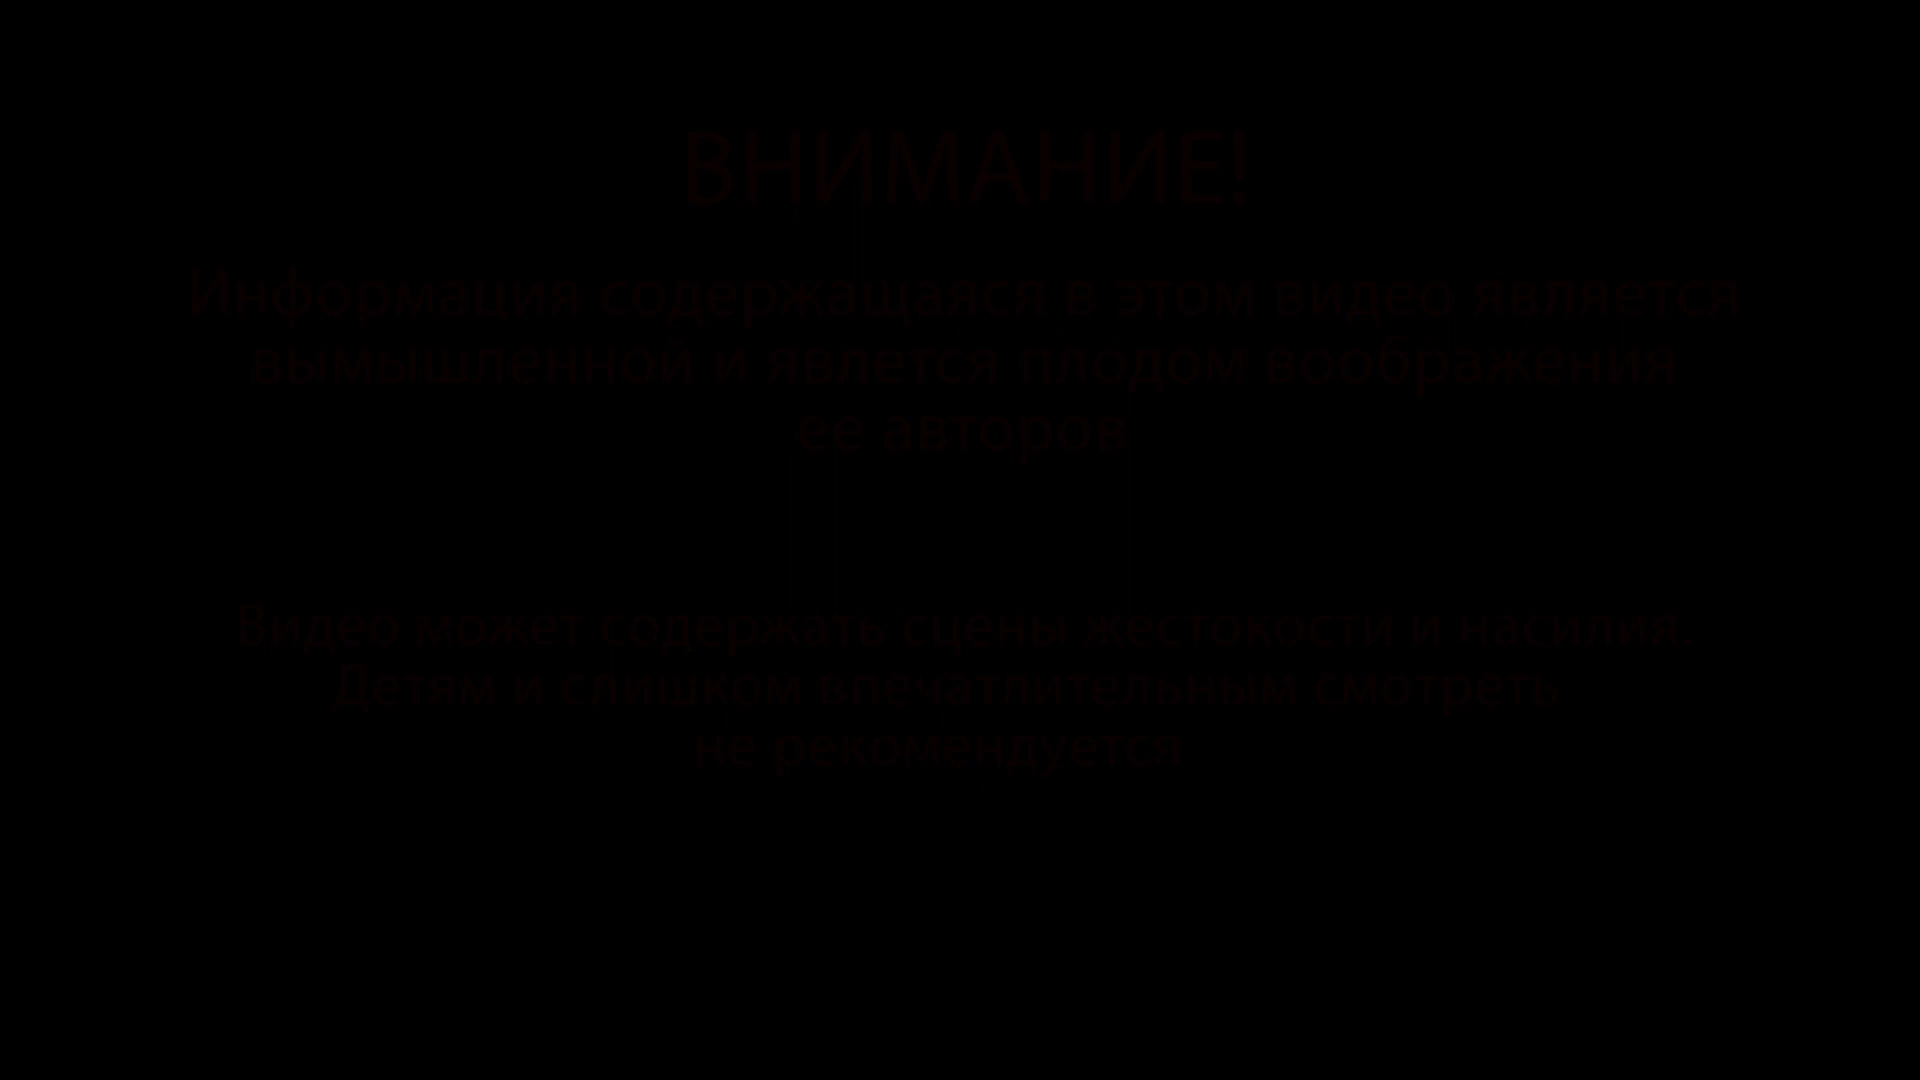 ВНИМАНИЕ!
Информация содержащаяся в этом видео является
вымышленной и явлется плодом воображения
ее авторов
Видео может содержать сцены жестокости и насилия.
Детям и слишком впечатлительным смотреть
не рекомендуется